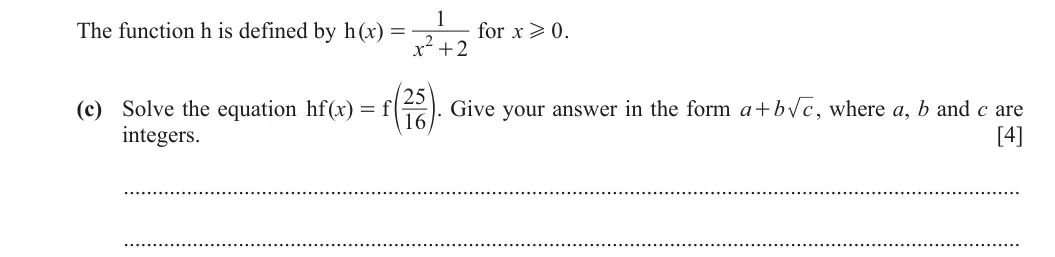 The function h is defined by h(x) = 1/(x² + 2) for x ⩾ 0.
(c) Solve the equation hf(x) = f(25/16). Give your answer in the form a + b√c, where a, b and c are
integers. [4]